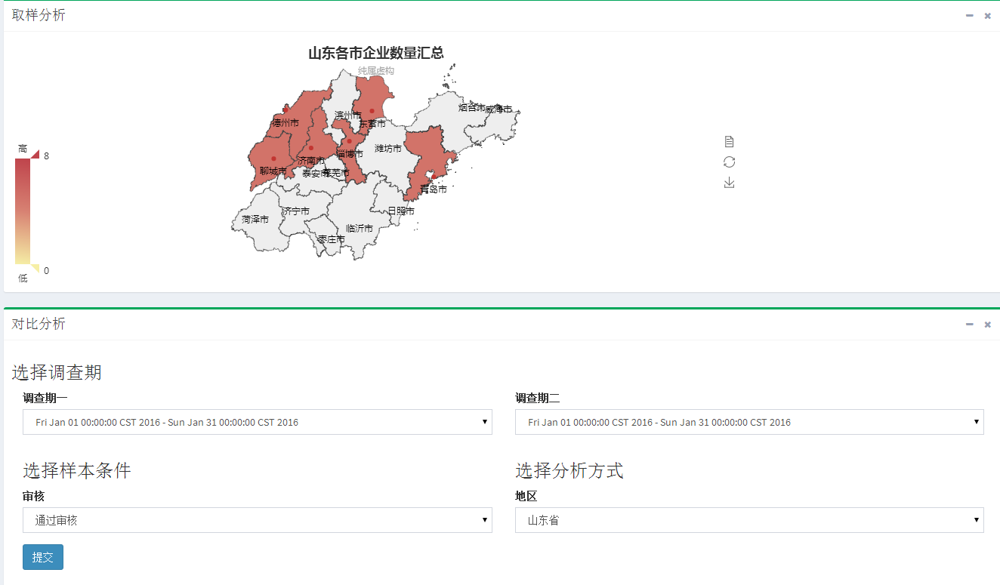 取样分析
山东各市企业数量汇总
纯属虚构
烟台市
威海市
滨州市
德州市
东营市
潍坊市
高
8
淄博市
济南市
聊城市
泰安市
莱芜市
青岛市
日照市
济宁市
菏泽市
临沂市
枣庄市
0
低
对比分析
选择调查期
调查期一
调查期二
Fri Jan 01 00:00:00 CST 2016 - Sun Jan 31 00:00:00 CST 2016
Fri Jan 01 00:00:00 CST 2016 - Sun Jan 31 00:00:00 CST 2016
选择样本条件
选择分析方式
审核
地区
通过审核
山东省
提交